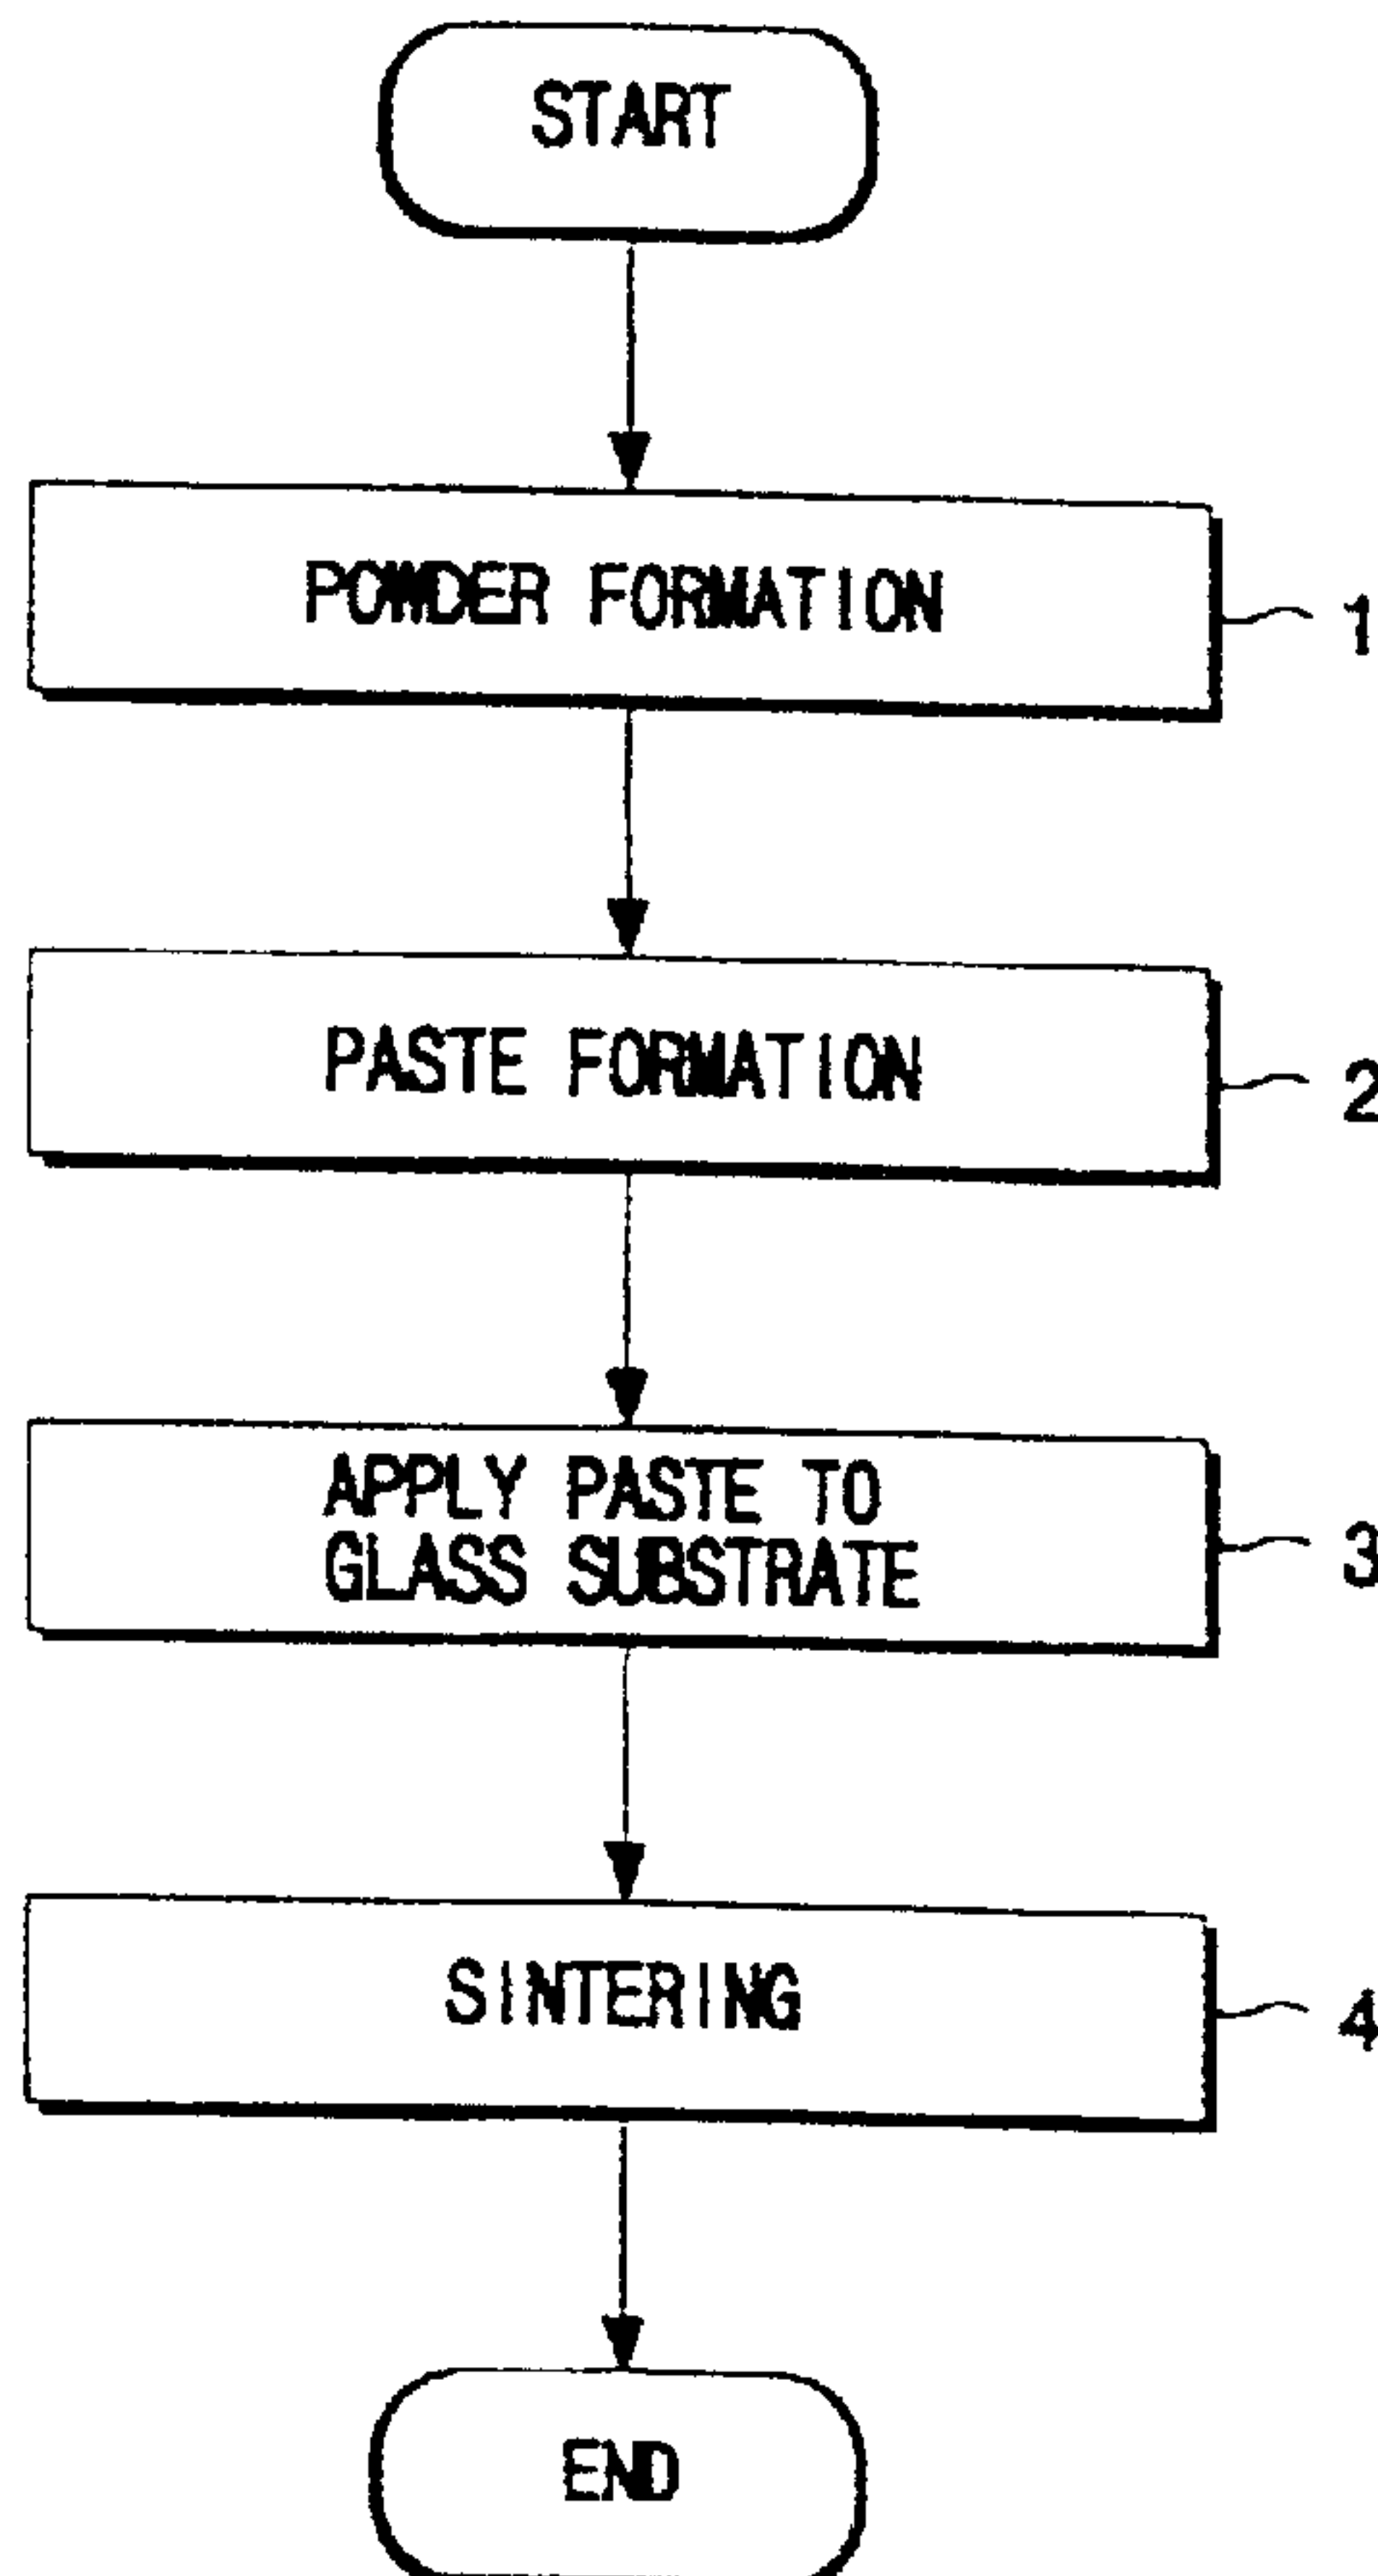 START
POWDER FORMATION
1
PASTE FORMATION
2
APPLY PASTE TO
GLASS SUBSTRATE
3
SINTERING
4
END